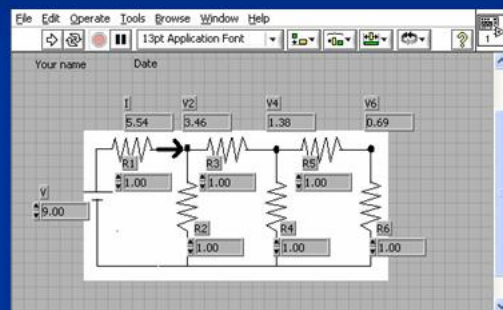 File Edit Operate Tools Browse Window Help
13pt Application Font
1
Your name Date
I V2 V4 V6
5.54 3.46 1.38 0.69
R1 R3 R5
1.00 1.00 1.00
V
9.00
R2 R4 R6
1.00 1.00 1.00